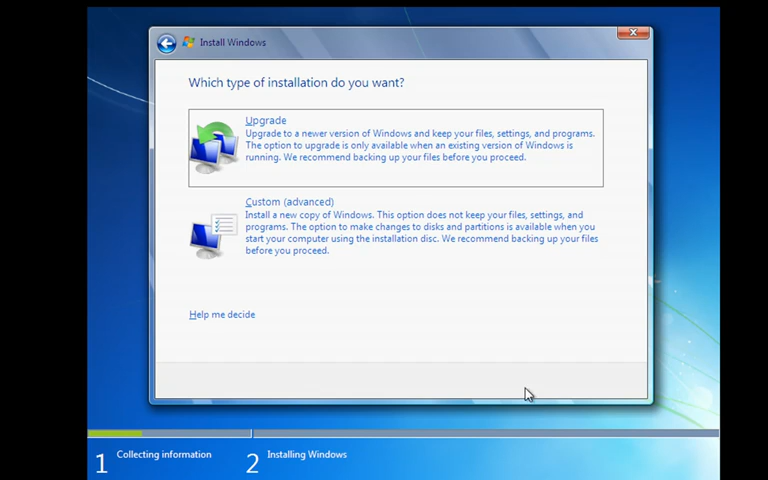 Install Windows
Which type of installation do you want?
Upgrade
Upgrade to a newer version of Windows and keep your files, settings, and programs.
The option to upgrade is only available when an existing version of Windows is
running. We recommend backing up your files before you proceed.
Custom (advanced)
Install a new copy of Windows. This option does not keep your files, settings, and
programs. The option to make changes to disks and partitions is available when you
start your computer using the installation disc. We recommend backing up your files
before you proceed.
Help me decide
1 Collecting information
2 Installing Windows